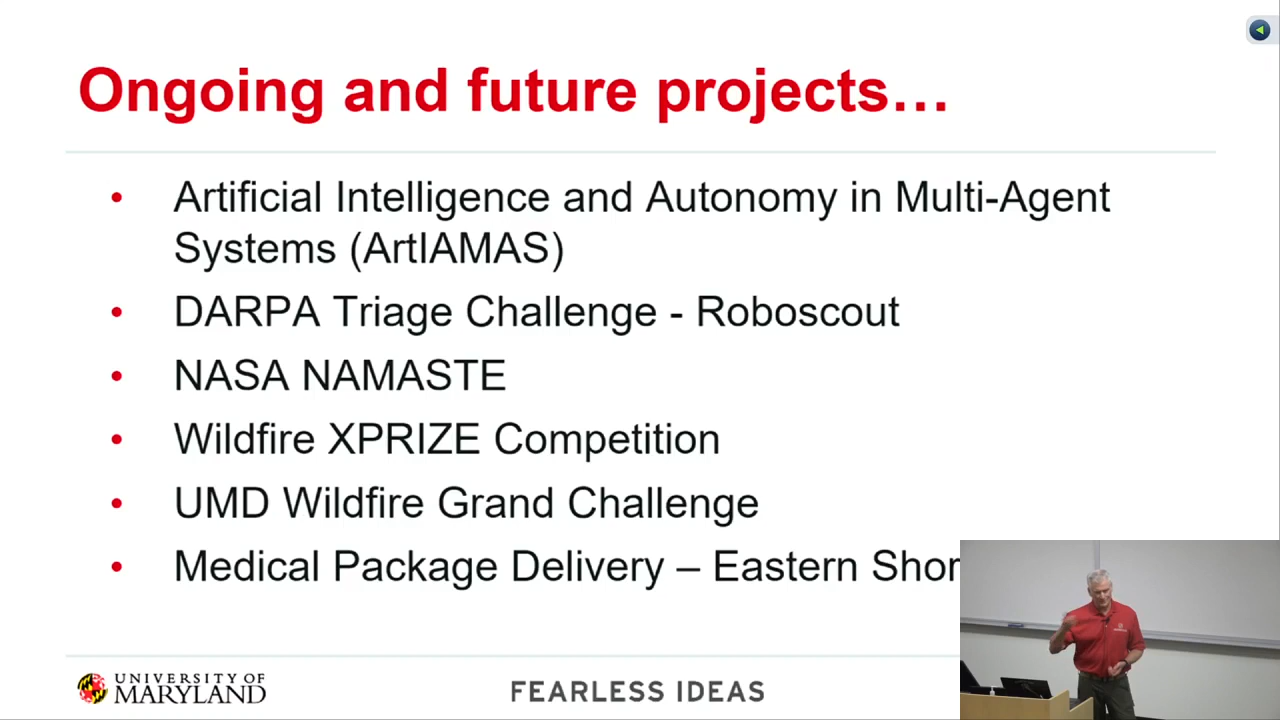 Ongoing and future projects…
• Artificial Intelligence and Autonomy in Multi-Agent
Systems (ArtIAMAS)
• DARPA Triage Challenge - Roboscout
• NASA NAMASTE
• Wildfire XPRIZE Competition
• UMD Wildfire Grand Challenge
• Medical Package Delivery – Eastern Shor
UNIVERSITY OF
MARYLAND
FEARLESS IDEAS